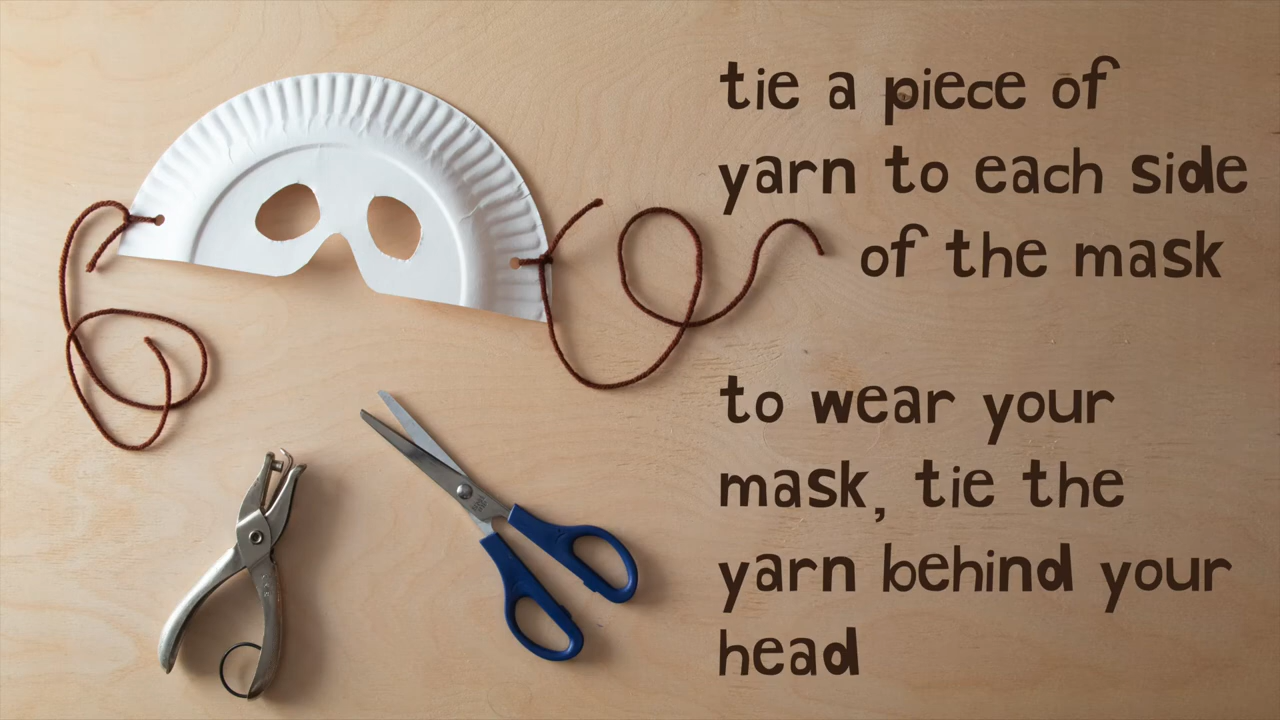 tie a piece of
yarn to each side
of the mask
to wear your
mask, tie the
yarn behind your
head